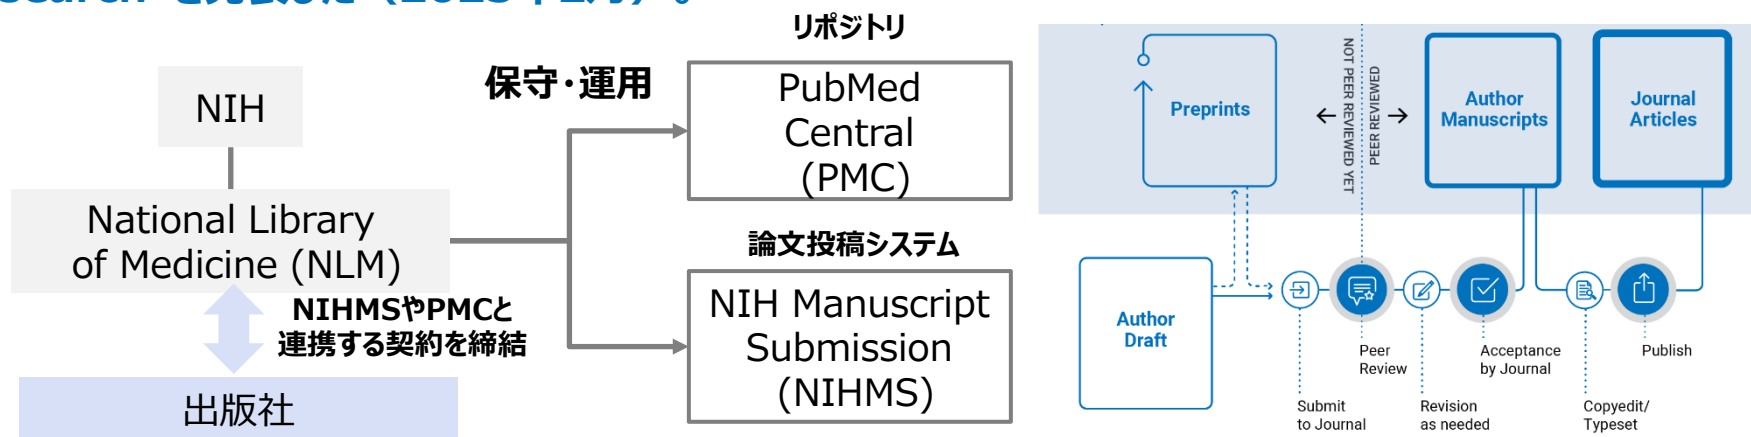 リポジトリ
保守・運用
NIH
PubMed
Central
(PMC)
National Library
of Medicine (NLM)
論文投稿システム
NIHMSやPMCと
連携する契約を締結
NIH Manuscript
Submission
(NIHMS)
出版社
Preprints
NOT PEER REVIEWED YET
PEER REVIEWED
Author
Manuscripts
Journal
Articles
Author
Draft
Peer
Review
Acceptance
by Journal
Publish
Submit
to Journal
Revision
as needed
Copyedit/
Typeset